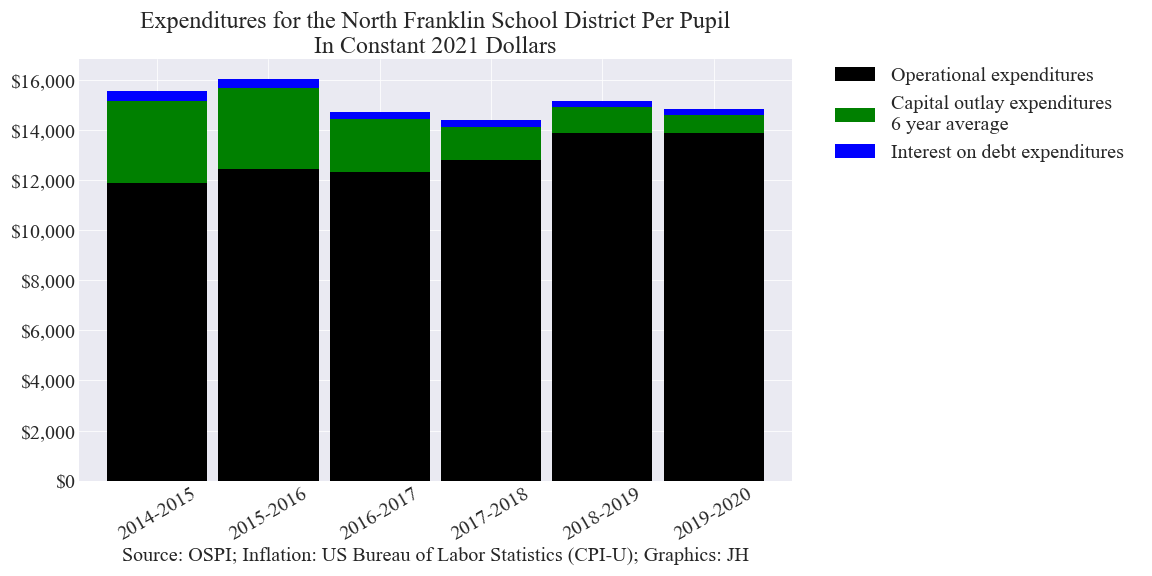 Expenditures for the North Franklin School District Per Pupil
In Constant 2021 Dollars
$16,000
$14,000
$12,000
$10,000
$8,000
$6,000
$4,000
$2,000
$0
2014-2015
2015-2016
2016-2017
2017-2018
2018-2019
2019-2020
Source: OSPI; Inflation: US Bureau of Labor Statistics (CPI-U); Graphics: JH
Operational expenditures
Capital outlay expenditures
6 year average
Interest on debt expenditures